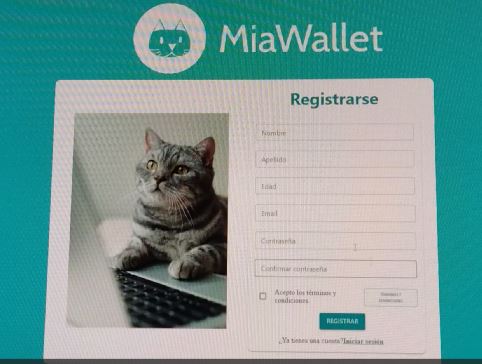 MiaWallet
Registrarse
Nombre
Apellido
Edad
Email
Contraseña
Confirmar contraseña
Acepto los términos y
condiciones
REGISTRAR
¿Ya tienes una cuenta?Iniciar sesión